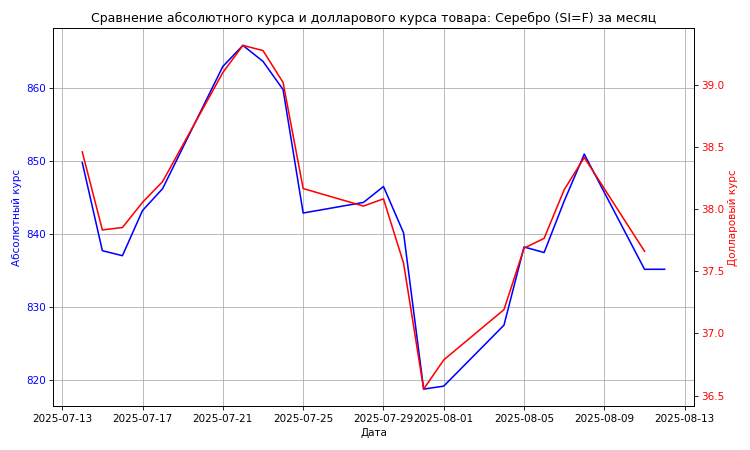 Сравнение абсолютного курса и долларового курса товара: Серебро (SI=F) за месяц
Абсолютный курс
860
850
840
830
820
39.0
38.5
38.0
37.5
37.0
36.5
Долларовый курс
2025-07-13 2025-07-17 2025-07-21 2025-07-25 2025-07-29 2025-08-01 2025-08-05 2025-08-09 2025-08-13
Дата